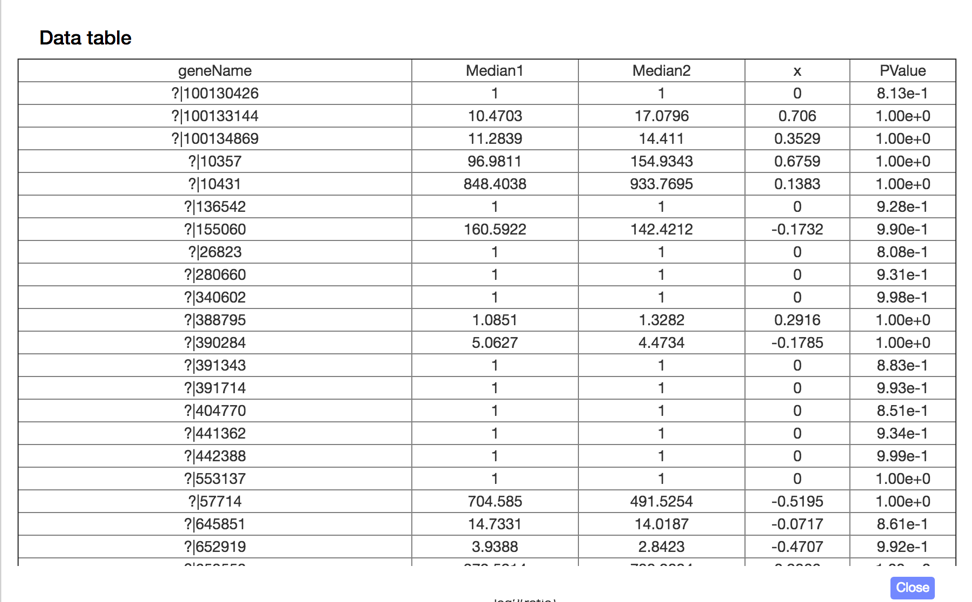 Data table
geneName Median1 Median2 x PValue
?|100130426 1 1 0 8.13e-1
?|100133144 10.4703 17.0796 0.706 1.00e+0
?|100134869 11.2839 14.411 0.3529 1.00e+0
?|10357 96.9811 154.9343 0.6759 1.00e+0
?|10431 848.4038 933.7695 0.1383 1.00e+0
?|136542 1 1 0 9.28e-1
?|155060 160.5922 142.4212 -0.1732 9.90e-1
?|26823 1 1 0 8.08e-1
?|280660 1 1 0 9.31e-1
?|340602 1 1 0 9.98e-1
?|388795 1.0851 1.3282 0.2916 1.00e+0
?|390284 5.0627 4.4734 -0.1785 1.00e+0
?|391343 1 1 0 8.83e-1
?|391714 1 1 0 9.93e-1
?|404770 1 1 0 8.51e-1
?|441362 1 1 0 9.34e-1
?|442388 1 1 0 9.99e-1
?|553137 1 1 0 1.00e+0
?|57714 704.585 491.5254 -0.5195 1.00e+0
?|645851 14.7331 14.0187 -0.0717 8.61e-1
?|652919 3.9388 2.8423 -0.4707 9.92e-1
Close